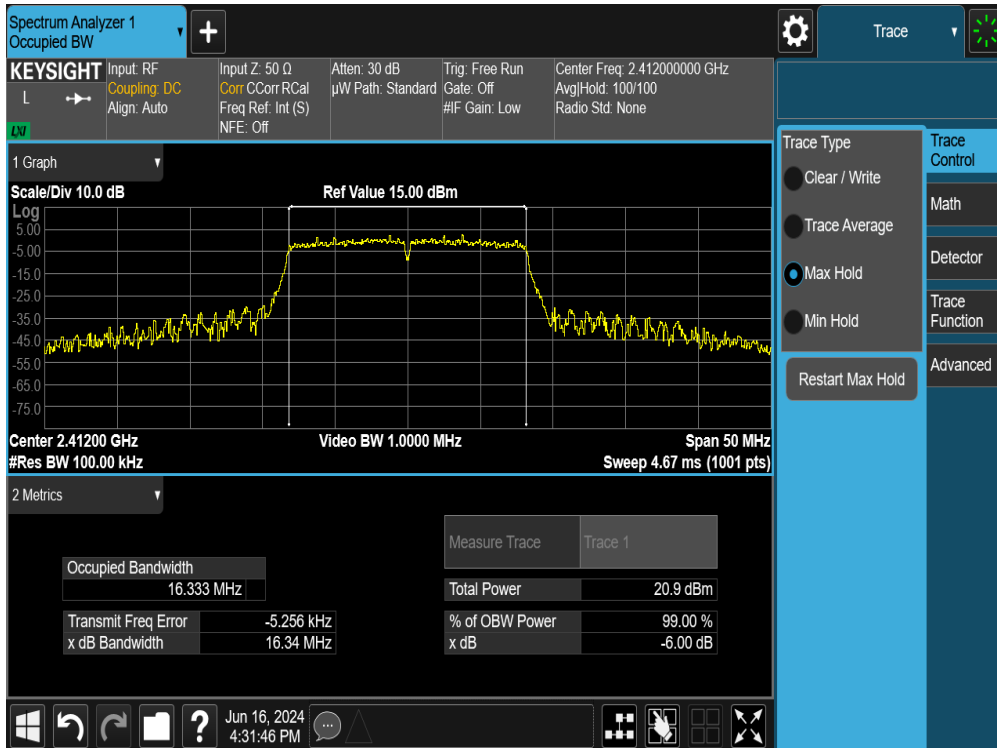 Spectrum Analyzer 1
Occupied BW
+
Trace
KEYSIGHT
L
LXI
Input: RF
Coupling: DC
Align: Auto
Input Z: 50 Ω
Corr CCorr RCal
Freq Ref: Int (S)
NFE: Off
Atten: 30 dB
µW Path: Standard
Trig: Free Run
Gate: Off
#IF Gain: Low
Center Freq: 2.412000000 GHz
Avg|Hold: 100/100
Radio Std: None
1 Graph
Scale/Div 10.0 dB
Ref Value 15.00 dBm
Log
5.00
-5.00
-15.0
-25.0
-35.0
-45.0
-55.0
-65.0
-75.0
Center 2.41200 GHz
Video BW 1.0000 MHz
Span 50 MHz
#Res BW 100.00 kHz
Sweep 4.67 ms (1001 pts)
2 Metrics
Measure Trace
Trace 1
Occupied Bandwidth
16.333 MHz
Total Power
20.9 dBm
Transmit Freq Error
-5.256 kHz
% of OBW Power
99.00 %
x dB Bandwidth
16.34 MHz
x dB
-6.00 dB
Trace Type
Clear / Write
Trace Average
Max Hold
Min Hold
Restart Max Hold
Trace
Control
Math
Detector
Trace
Function
Advanced
?
Jun 16, 2024
4:31:46 PM